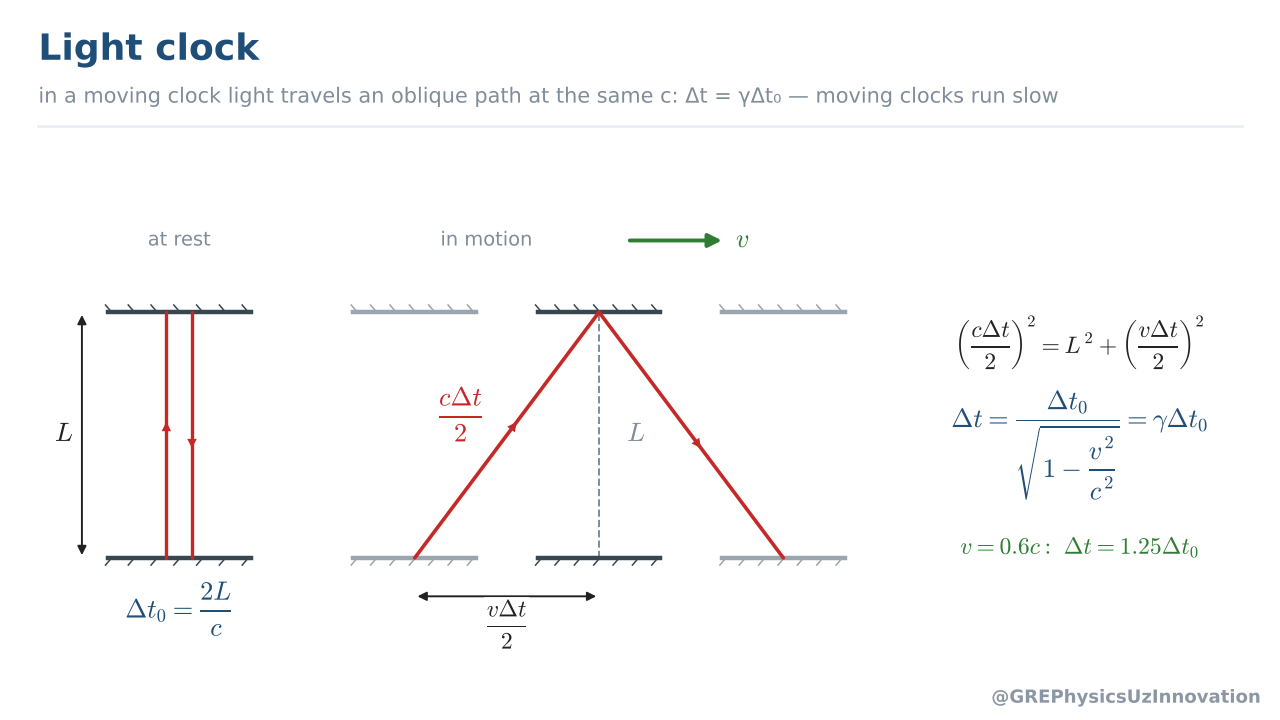 Light clock
in a moving clock light travels an oblique path at the same c: Δt = γΔt₀ — moving clocks run slow
at rest
in motion
v
L
cΔt/2
L
(cΔt/2)² = L² + (vΔt/2)²
Δt = Δt₀/√(1 − v²/c²) = γΔt₀
v = 0.6c : Δt = 1.25Δt₀
Δt₀ = 2L/c
vΔt/2
@GREPhysicsUzInnovation